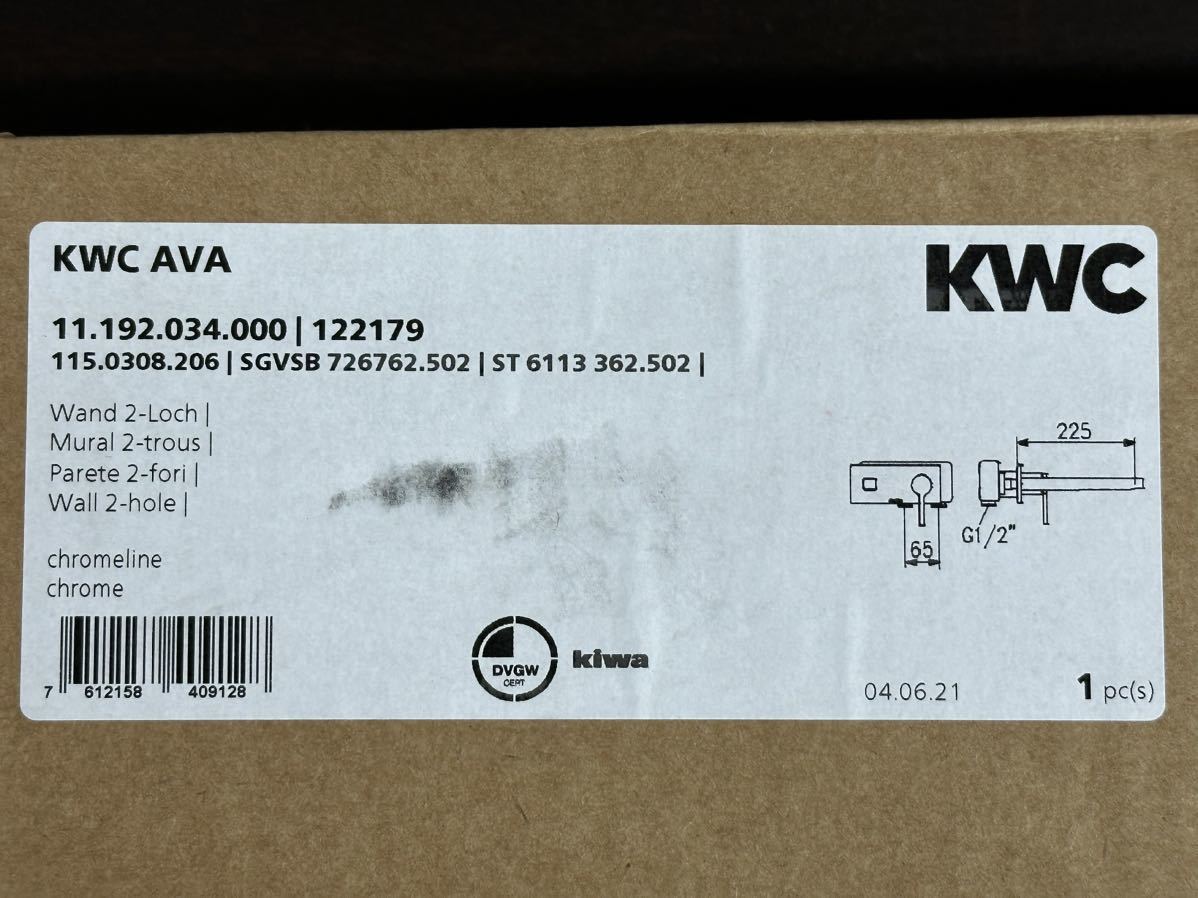 KWC AVA
KWC
11.192.034.000 | 122179
115.0308.206 | SGVSB 726762.502 | ST 6113 362.502 |
Wand 2-Loch |
Mural 2-trous |
Parete 2-fori |
Wall 2-hole |
225
G1/2"
65
chromeline
chrome
7 612158 409128
DVGW
CERT
kiwa
04.06.21
1 pc(s)